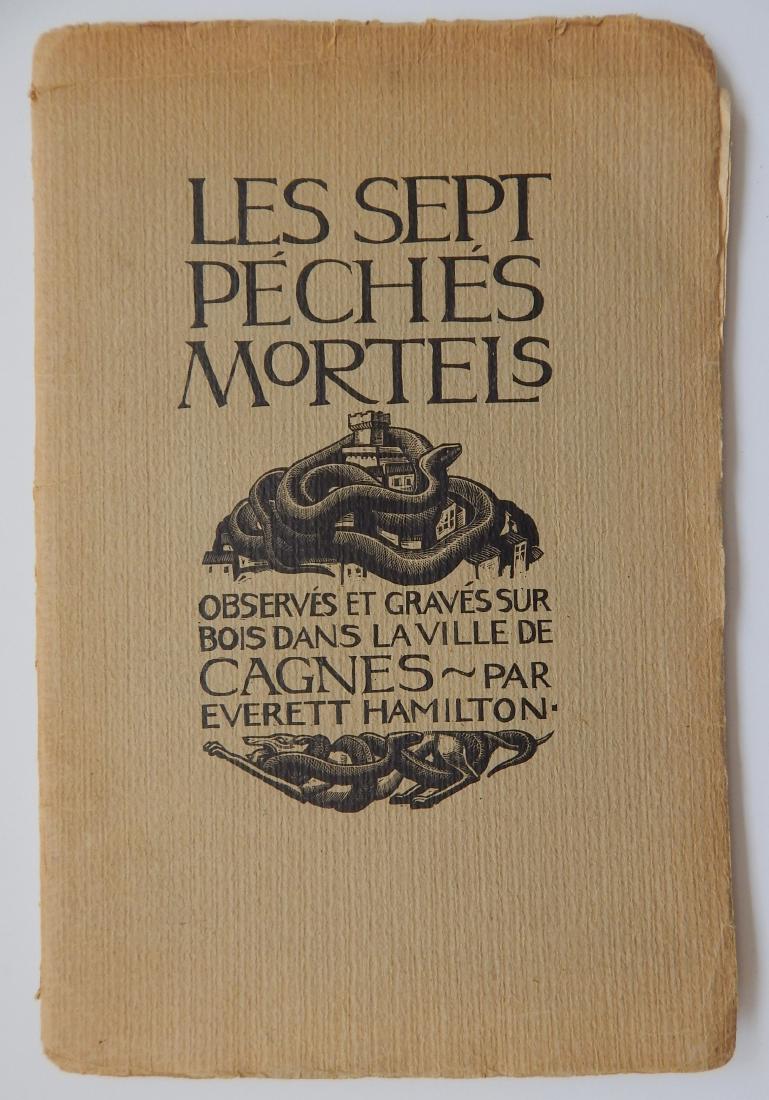 LES SEPT
PÉCHÉS
MORTELS
OBSERVÉS ET GRAVÉS SUR
BOIS DANS LA VILLE DE
CAGNES ~ PAR
EVERETT HAMILTON·